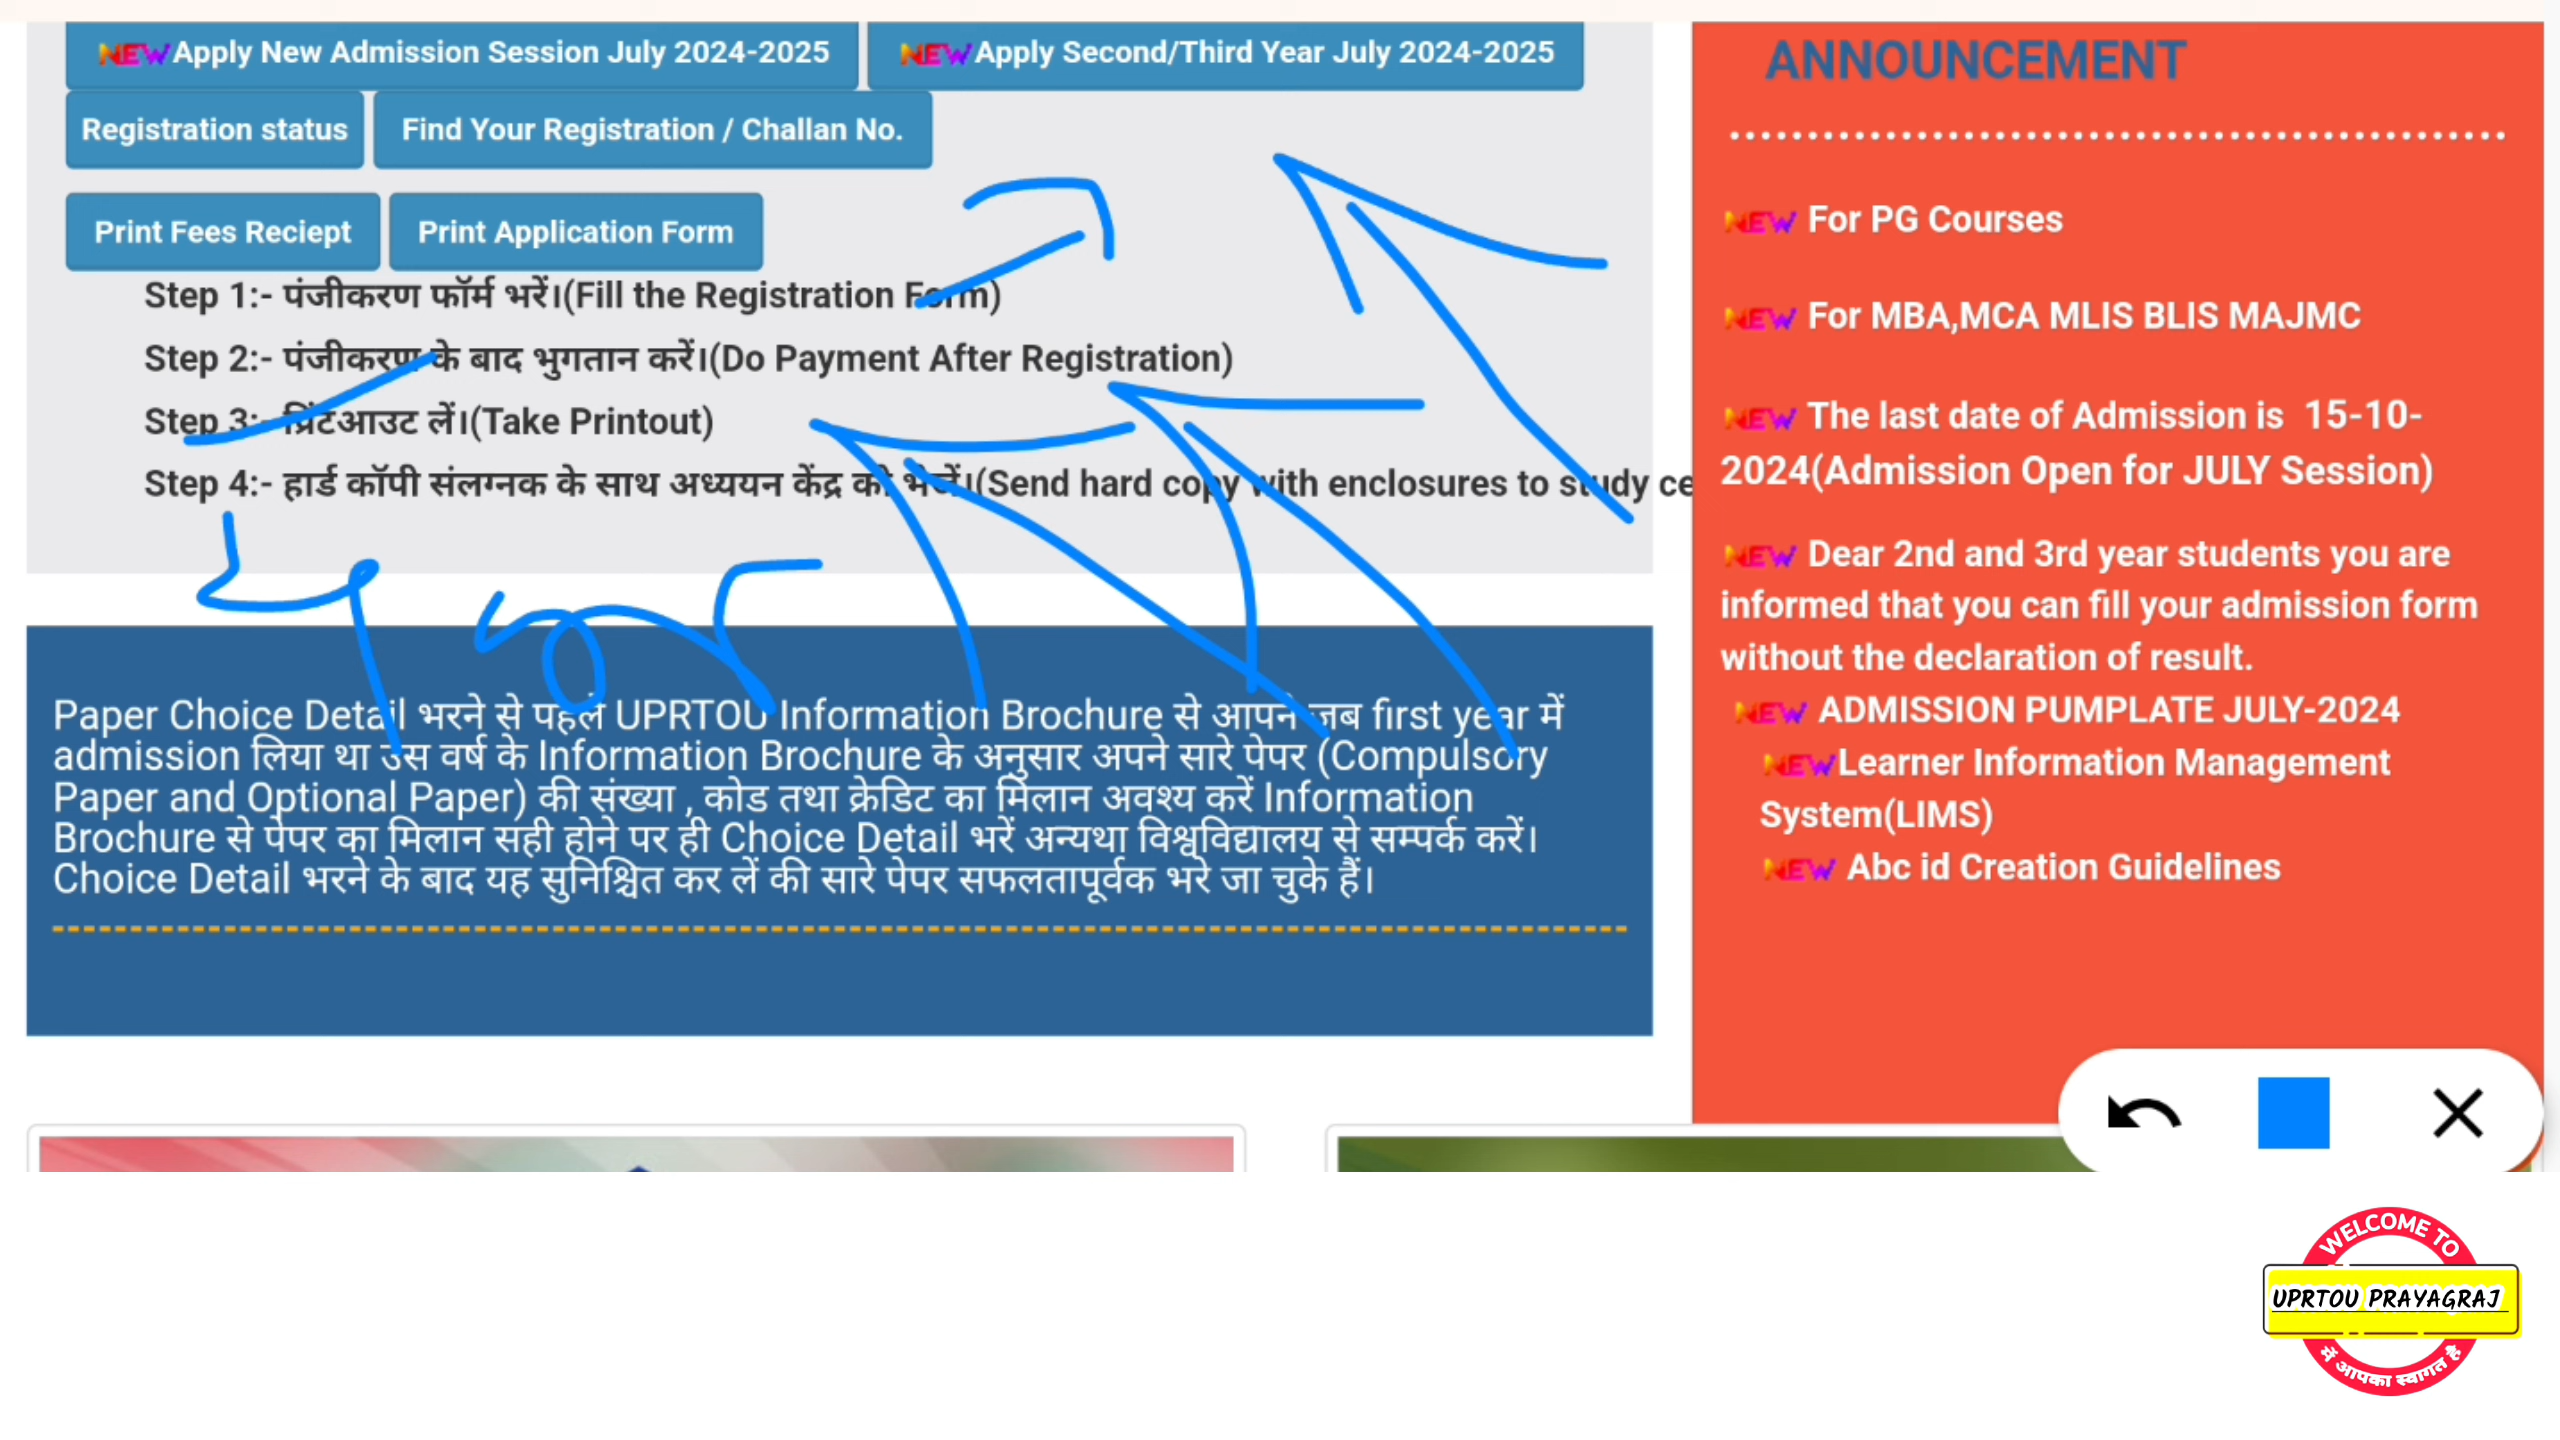 NEW Apply New Admission Session July 2024-2025
NEW Apply Second/Third Year July 2024-2025
Registration status
Find Your Registration / Challan No.
Print Fees Reciept
Print Application Form
Step 1:- पंजीकरण फॉर्म भरें।(Fill the Registration Form)
Step 2:- पंजीकरण के बाद भुगतान करें।(Do Payment After Registration)
Step 3:- प्रिंटआउट लें।(Take Printout)
Step 4:- हार्ड कॉपी संलग्नक के साथ अध्ययन केंद्र को भेजें।(Send hard copy with enclosures to study ce
Paper Choice Detail भरने से पहले UPRTOU Information Brochure से आपने जब first year में
admission लिया था उस वर्ष के Information Brochure के अनुसार अपने सारे पेपर (Compulsory
Paper and Optional Paper) की संख्या , कोड तथा क्रेडिट का मिलान अवश्य करें Information
Brochure से पेपर का मिलान सही होने पर ही Choice Detail भरें अन्यथा विश्वविद्यालय से सम्पर्क करें।
Choice Detail भरने के बाद यह सुनिश्चित कर लें की सारे पेपर सफलतापूर्वक भरे जा चुके हैं।
ANNOUNCEMENT
NEW For PG Courses
NEW For MBA,MCA MLIS BLIS MAJMC
NEW The last date of Admission is 15-10-
2024(Admission Open for JULY Session)
NEW Dear 2nd and 3rd year students you are
informed that you can fill your admission form
without the declaration of result.
NEW ADMISSION PUMPLATE JULY-2024
NEW Learner Information Management
System(LIMS)
NEW Abc id Creation Guidelines
WELCOME TO
UPRTOU PRAYAGRAJ
में आपका स्वागत है